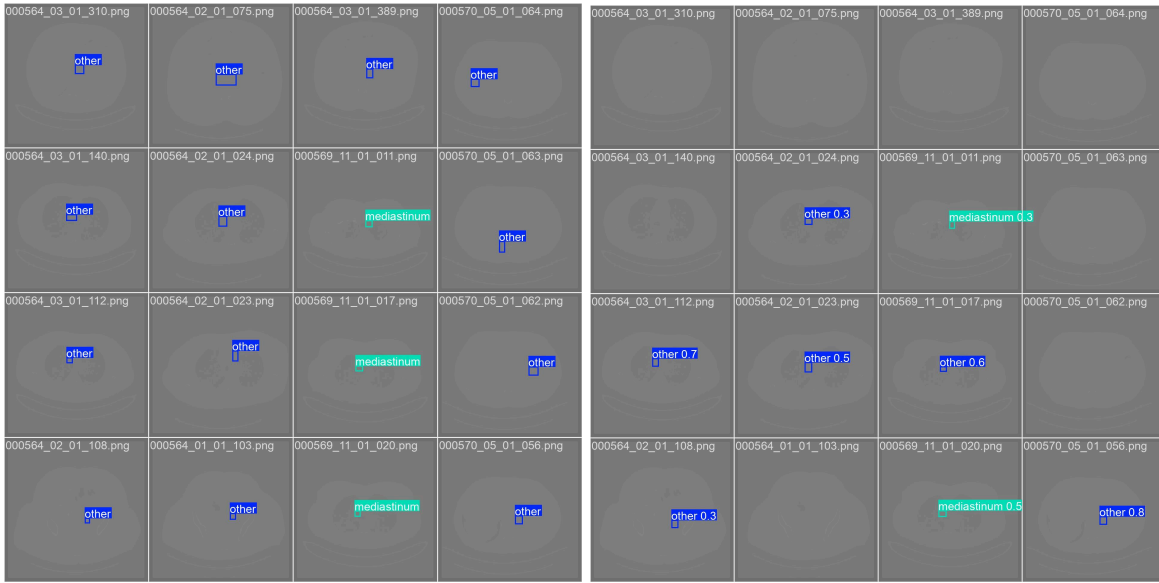 000564_03_01_310.png
000564_02_01_075.png
000564_03_01_389.png
000570_05_01_064.png
other
other
other
other
000564_03_01_140.png
000564_02_01_024.png
000569_11_01_011.png
000570_05_01_063.png
other
other
mediastinum
other
000564_03_01_112.png
000564_02_01_023.png
000569_11_01_017.png
000570_05_01_062.png
other
other
mediastinum
other
000564_02_01_108.png
000564_01_01_103.png
000569_11_01_020.png
000570_05_01_056.png
other
other
mediastinum
other
000564_03_01_310.png
000564_02_01_075.png
000564_03_01_389.png
000570_05_01_064.png
000564_03_01_140.png
000564_02_01_024.png
000569_11_01_011.png
000570_05_01_063.png
other 0.3
mediastinum 0.3
000564_03_01_112.png
000564_02_01_023.png
000569_11_01_017.png
000570_05_01_062.png
other 0.7
other 0.5
other 0.6
000564_02_01_108.png
000564_01_01_103.png
000569_11_01_020.png
000570_05_01_056.png
other 0.3
mediastinum 0.5
other 0.8